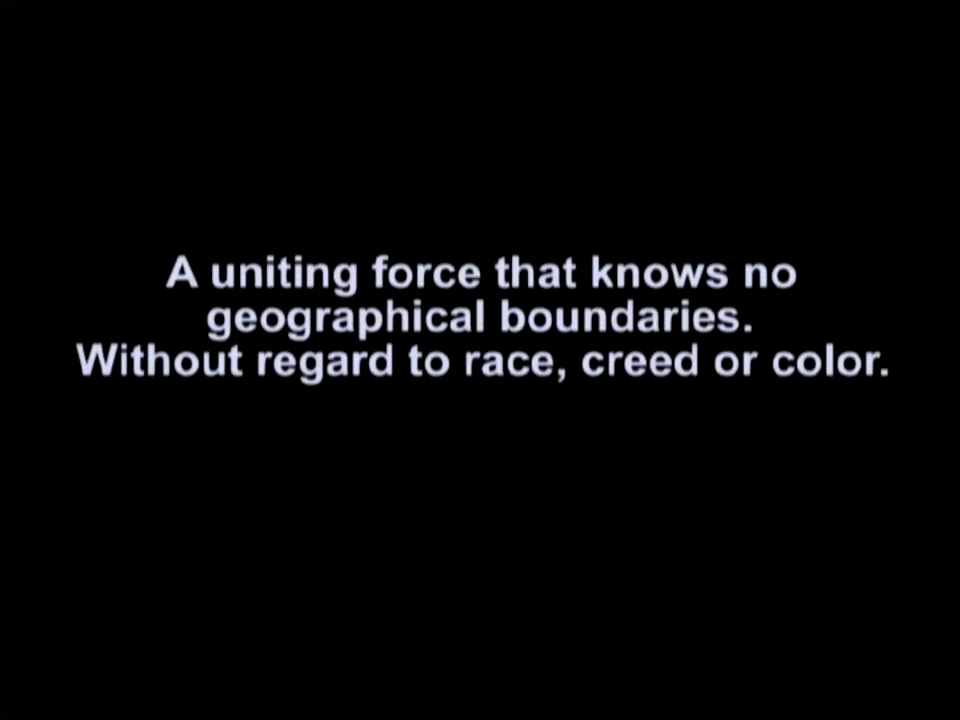 A uniting force that knows no
geographical boundaries.
Without regard to race, creed or color.